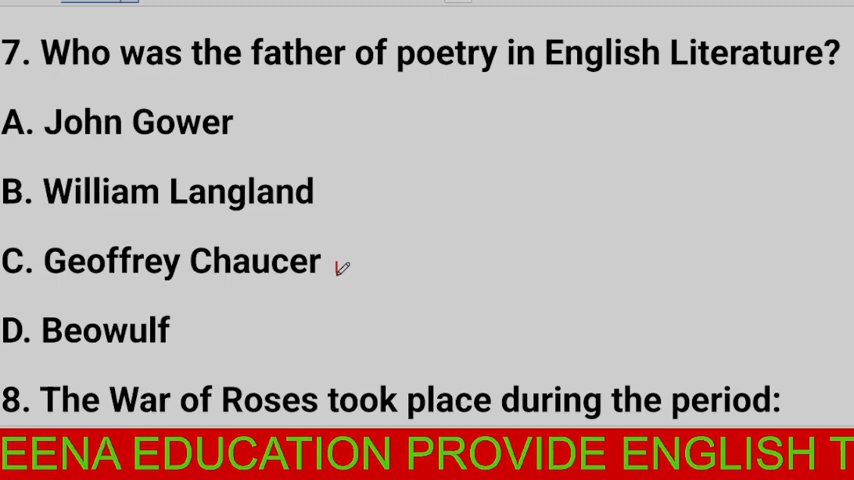 7. Who was the father of poetry in English Literature?
A. John Gower
B. William Langland
C. Geoffrey Chaucer
D. Beowulf
8. The War of Roses took place during the period:
EENA EDUCATION PROVIDE ENGLISH T